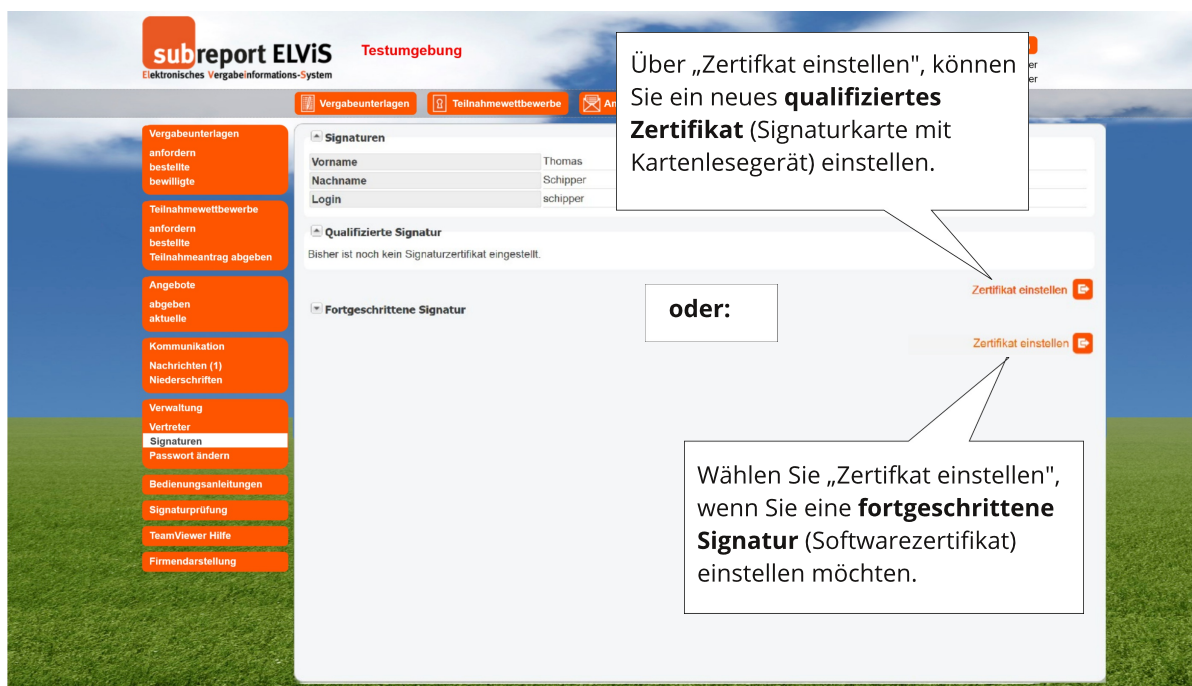 subreport ELViS
Elektronisches Vergabeinformations-System
Testumgebung
Vergabeunterlagen
Teilnahmewettbewerbe
Über „Zertifkat einstellen", können
Sie ein neues qualifiziertes
Zertifikat (Signaturkarte mit
Kartenlesegerät) einstellen.
Vergabeunterlagen
anfordern
bestellte
bewilligte
Teilnahmewettbewerbe
anfordern
bestellte
Teilnahmeantrag abgeben
Angebote
abgeben
aktuelle
Kommunikation
Nachrichten (1)
Niederschriften
Verwaltung
Vertreter
Signaturen
Passwort ändern
Bedienungsanleitungen
Signaturprüfung
TeamViewer Hilfe
Firmendarstellung
Signaturen
Vorname Thomas
Nachname Schipper
Login schipper
Qualifizierte Signatur
Bisher ist noch kein Signaturzertifikat eingestellt.
Zertifikat einstellen
Fortgeschrittene Signatur
oder:
Zertifikat einstellen
Wählen Sie „Zertifkat einstellen",
wenn Sie eine fortgeschrittene
Signatur (Softwarezertifikat)
einstellen möchten.